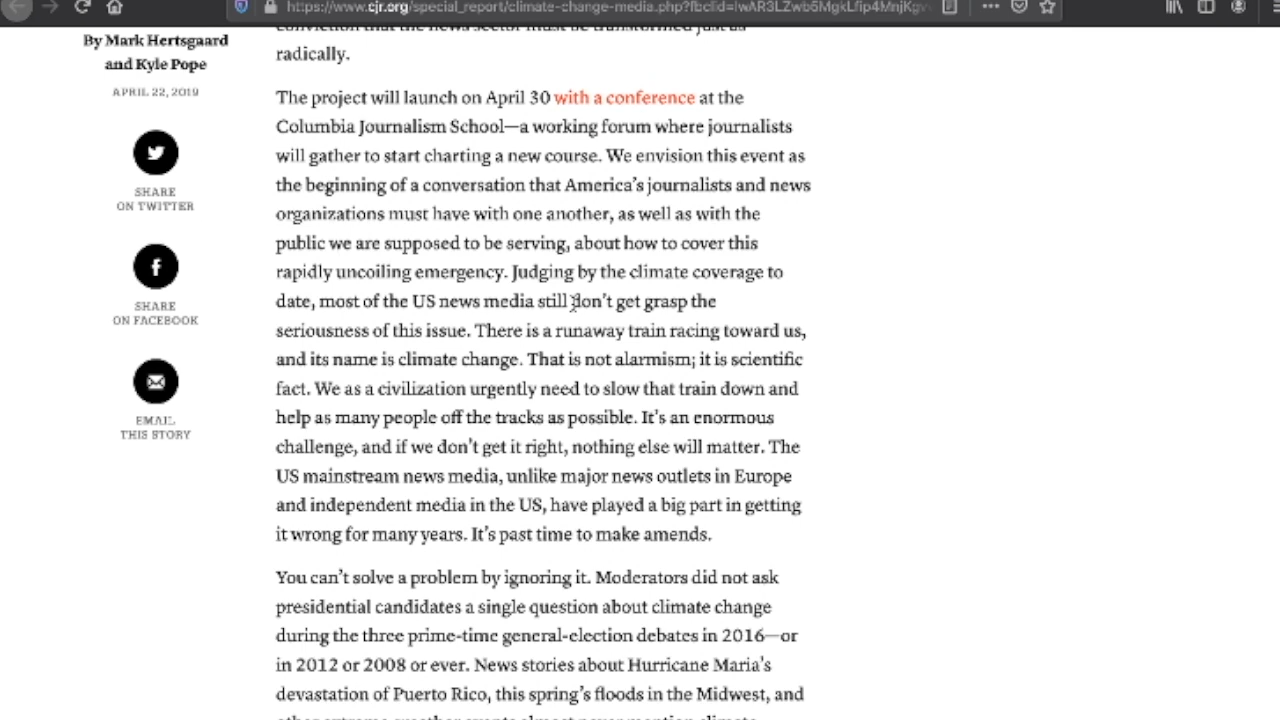 https://www.cjr.org/special_report/climate-change-media.php?fbclid=
By Mark Hertsgaard
and Kyle Pope
APRIL 22, 2019
SHARE
ON TWITTER
SHARE
ON FACEBOOK
EMAIL
THIS STORY
conviction that the news sector must be transformed just as
radically.
The project will launch on April 30 with a conference at the
Columbia Journalism School—a working forum where journalists
will gather to start charting a new course. We envision this event as
the beginning of a conversation that America's journalists and news
organizations must have with one another, as well as with the
public we are supposed to be serving, about how to cover this
rapidly uncoiling emergency. Judging by the climate coverage to
date, most of the US news media still don't get grasp the
seriousness of this issue. There is a runaway train racing toward us,
and its name is climate change. That is not alarmism; it is scientific
fact. We as a civilization urgently need to slow that train down and
help as many people off the tracks as possible. It's an enormous
challenge, and if we don't get it right, nothing else will matter. The
US mainstream news media, unlike major news outlets in Europe
and independent media in the US, have played a big part in getting
it wrong for many years. It's past time to make amends.
You can't solve a problem by ignoring it. Moderators did not ask
presidential candidates a single question about climate change
during the three prime-time general-election debates in 2016—or
in 2012 or 2008 or ever. News stories about Hurricane Maria's
devastation of Puerto Rico, this spring's floods in the Midwest, and